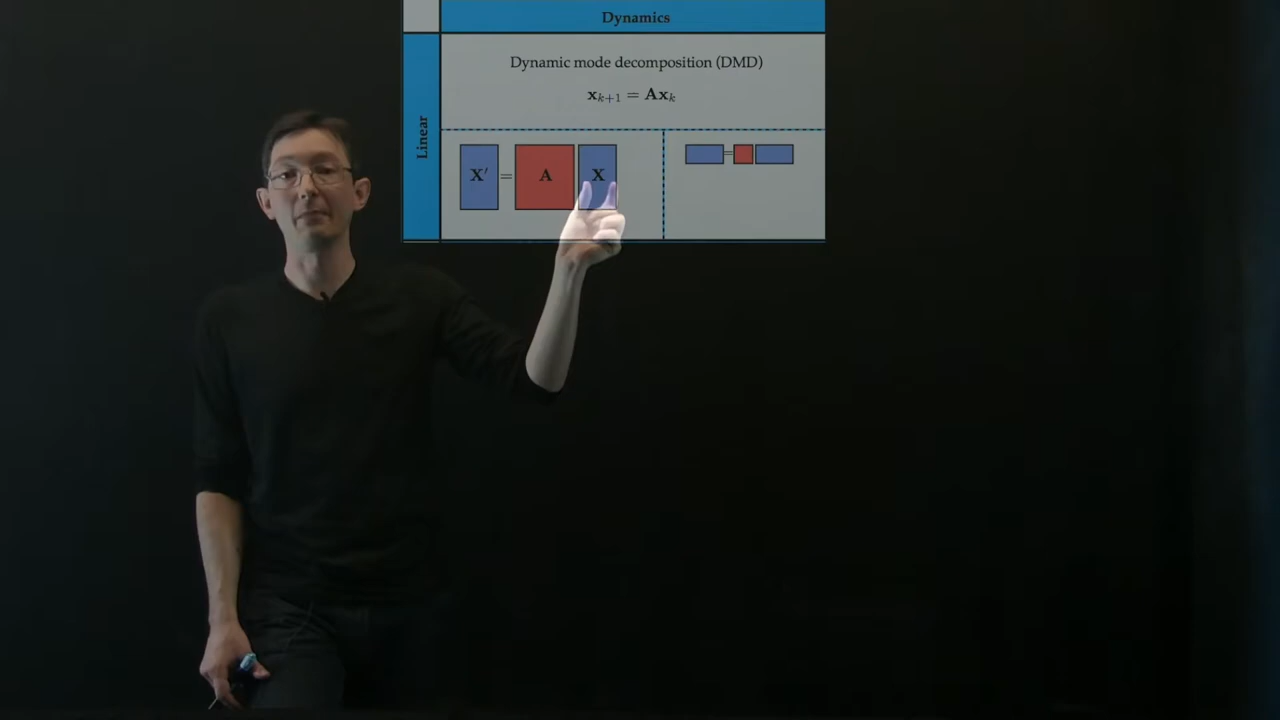 Dynamics
Linear
Dynamic mode decomposition (DMD)
𝐱ₖ₊₁ = 𝐀𝐱ₖ
𝐗′ = 𝐀 𝐗
=